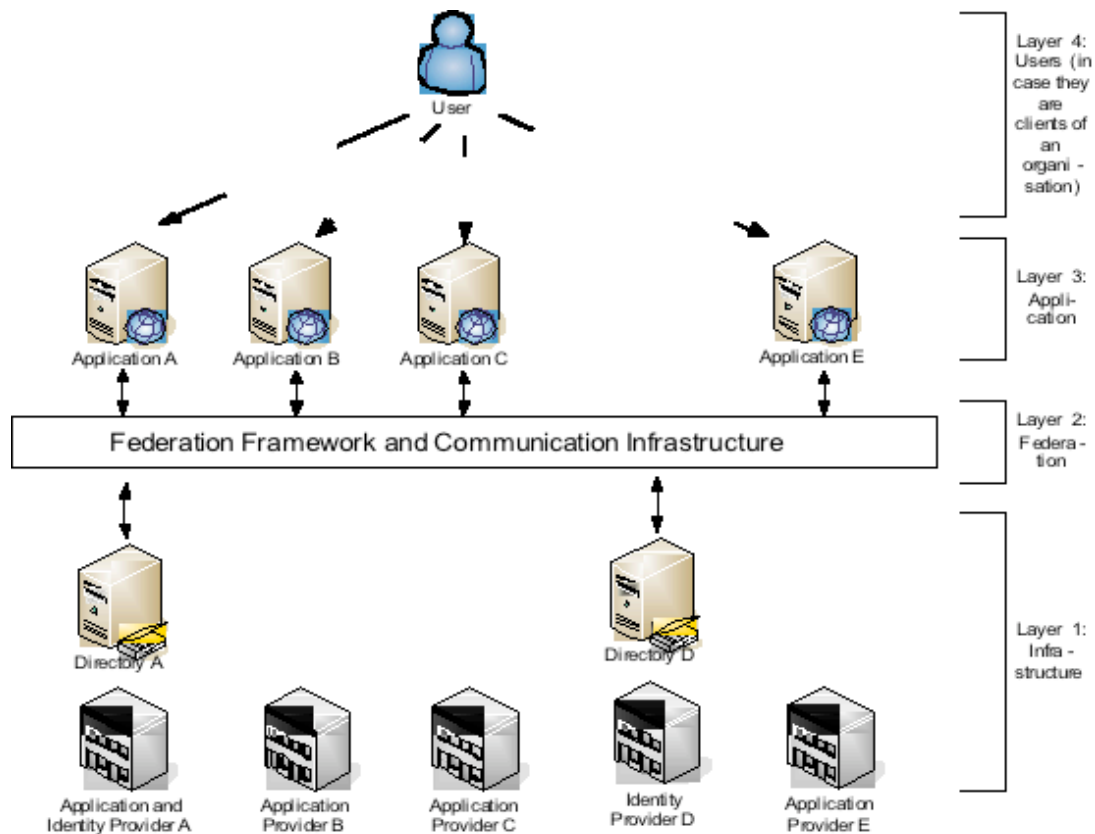 User
Layer 4:
Users (in
case they
are
clients of
an
organi -
sation)
Application A
Application B
Application C
Application E
Layer 3:
Appli-
cation
Federation Framework and Communication Infrastructure
Layer 2:
Federa -
tion
Directory A
Directory D
Layer 1:
Infra -
structure
Application and
Identity Provider A
Application
Provider B
Application
Provider C
Identity
Provider D
Application
Provider E